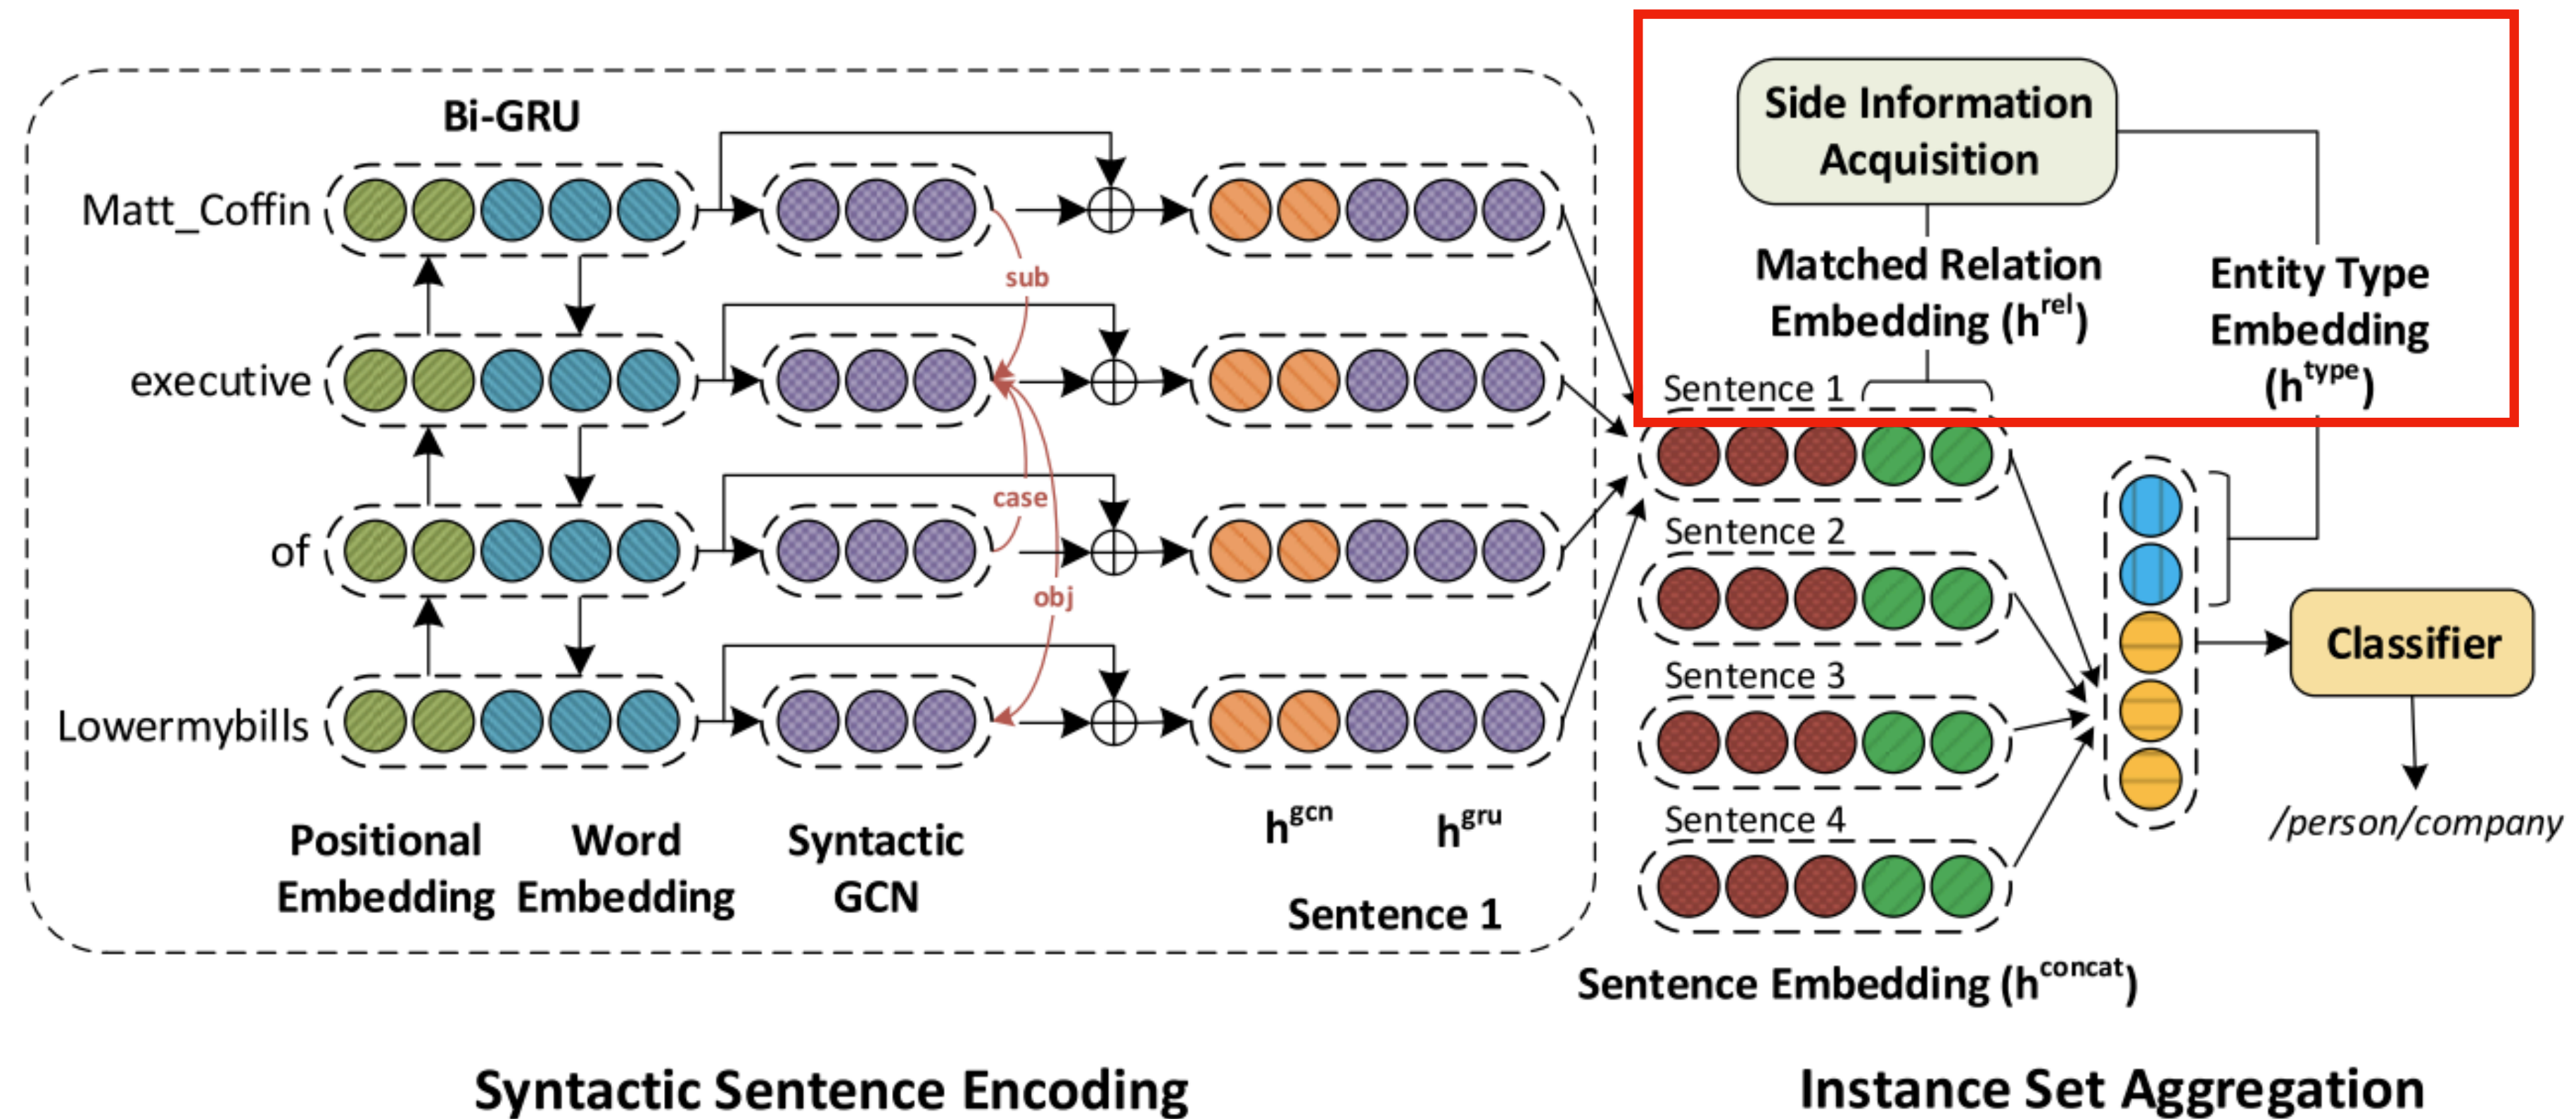 Bi-GRU
Matt_Coffin
executive
of
Lowermybills
sub
case
obj
Positional
Embedding
Word
Embedding
Syntactic
GCN
h^gcn
h^gru
Sentence 1
Side Information
Acquisition
Matched Relation
Embedding (h^rel)
Entity Type
Embedding
(h^type)
Sentence 1
Sentence 2
Sentence 3
Sentence 4
Sentence Embedding (h^concat)
Classifier
/person/company
Syntactic Sentence Encoding
Instance Set Aggregation